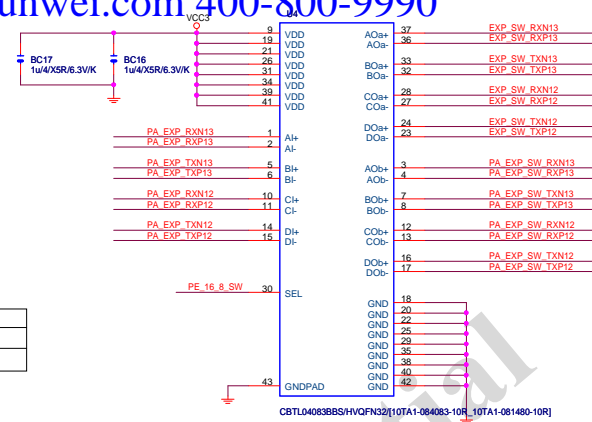 unwei.com 400-800-9990
VCC3
U4
BC17
1u/4/X5R/6.3V/K
BC16
1u/4/X5R/6.3V/K
9 VDD
19 VDD
21 VDD
26 VDD
31 VDD
34 VDD
39 VDD
41 VDD
PA_EXP_RXN13 1 AI+
PA_EXP_RXP13 2 AI-
PA_EXP_TXN13 5 BI+
PA_EXP_TXP13 6 BI-
PA_EXP_RXN12 10 CI+
PA_EXP_RXP12 11 CI-
PA_EXP_TXN12 14 DI+
PA_EXP_TXP12 15 DI-
PE_16_8_SW 30 SEL
43 GNDPAD
AOa+ 37 EXP_SW_RXN13
AOa- 36 EXP_SW_RXP13
BOa+ 33 EXP_SW_TXN13
BOa- 32 EXP_SW_TXP13
COa+ 28 EXP_SW_RXN12
COa- 27 EXP_SW_RXP12
DOa+ 24 EXP_SW_TXN12
DOa- 23 EXP_SW_TXP12
AOb+ 3 PA_EXP_SW_RXN13
AOb- 4 PA_EXP_SW_RXP13
BOb+ 7 PA_EXP_SW_TXN13
BOb- 8 PA_EXP_SW_TXP13
COb+ 12 PA_EXP_SW_RXN12
COb- 13 PA_EXP_SW_RXP12
DOb+ 16 PA_EXP_SW_TXN12
DOb- 17 PA_EXP_SW_TXP12
GND 18
GND 20
GND 22
GND 25
GND 29
GND 35
GND 38
GND 40
GND 42
CBTL04083BBS/HVQFN32/[10TA1-084083-10R_10TA1-081480-10R]
tial